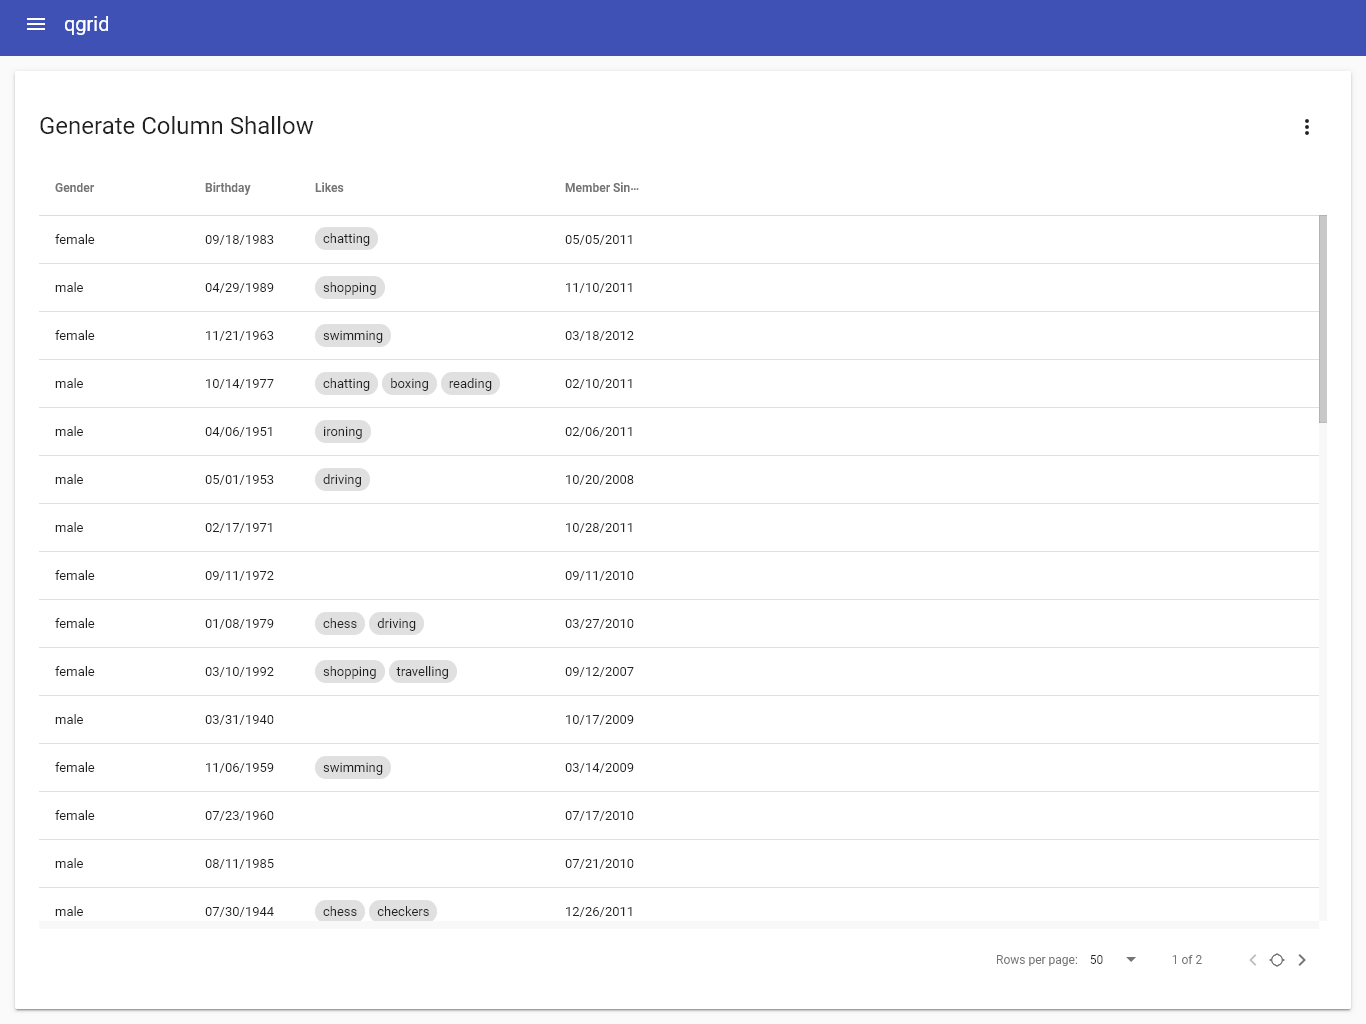 qgrid
Generate Column Shallow
Gender Birthday Likes Member Sin...
female 09/18/1983 chatting 05/05/2011
male 04/29/1989 shopping 11/10/2011
female 11/21/1963 swimming 03/18/2012
male 10/14/1977 chatting boxing reading 02/10/2011
male 04/06/1951 ironing 02/06/2011
male 05/01/1953 driving 10/20/2008
male 02/17/1971 10/28/2011
female 09/11/1972 09/11/2010
female 01/08/1979 chess driving 03/27/2010
female 03/10/1992 shopping travelling 09/12/2007
male 03/31/1940 10/17/2009
female 11/06/1959 swimming 03/14/2009
female 07/23/1960 07/17/2010
male 08/11/1985 07/21/2010
male 07/30/1944 chess checkers 12/26/2011
Rows per page: 50 1 of 2